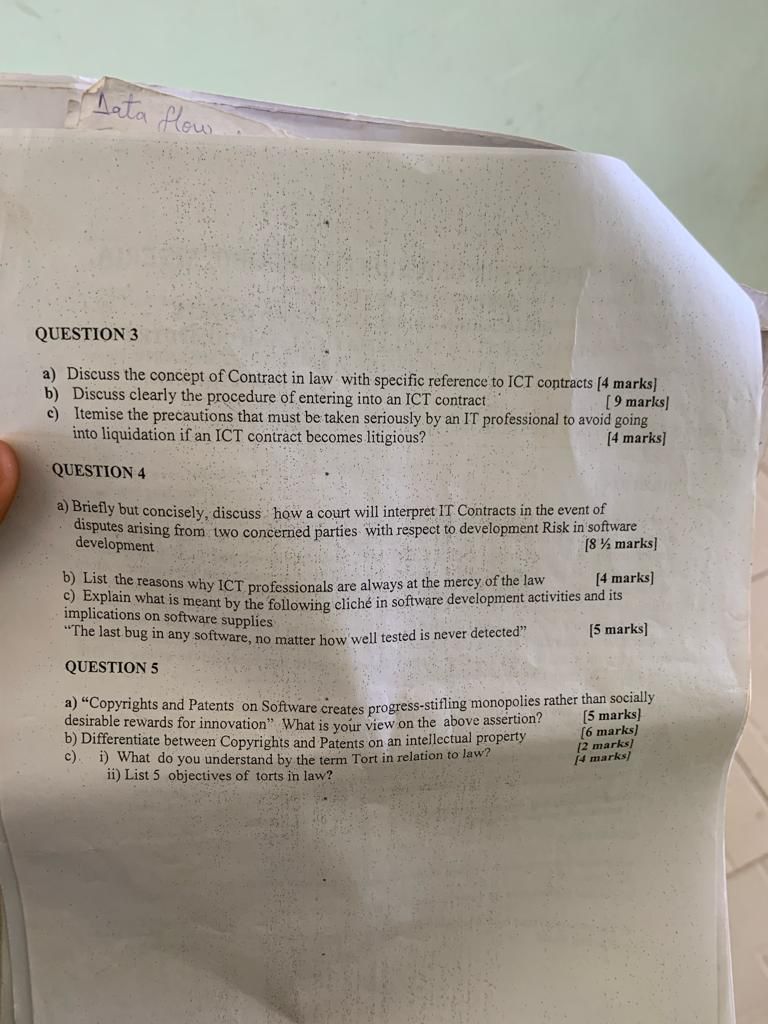 Data flow
QUESTION 3
a) Discuss the concept of Contract in law with specific reference to ICT contracts [4 marks]
b) Discuss clearly the procedure of entering into an ICT contract [ 9 marks]
c) Itemise the precautions that must be taken seriously by an IT professional to avoid going
into liquidation if an ICT contract becomes litigious? [4 marks]
QUESTION 4
a) Briefly but concisely, discuss how a court will interpret IT Contracts in the event of
disputes arising from two concerned parties with respect to development Risk in software
development [8 ½ marks]
b) List the reasons why ICT professionals are always at the mercy of the law [4 marks]
c) Explain what is meant by the following cliché in software development activities and its
implications on software supplies
"The last bug in any software, no matter how well tested is never detected" [5 marks]
QUESTION 5
a) "Copyrights and Patents on Software creates progress-stifling monopolies rather than socially
desirable rewards for innovation" What is your view on the above assertion? [5 marks]
b) Differentiate between Copyrights and Patents on an intellectual property [6 marks]
c). i) What do you understand by the term Tort in relation to law? [2 marks]
ii) List 5 objectives of torts in law? [4 marks]